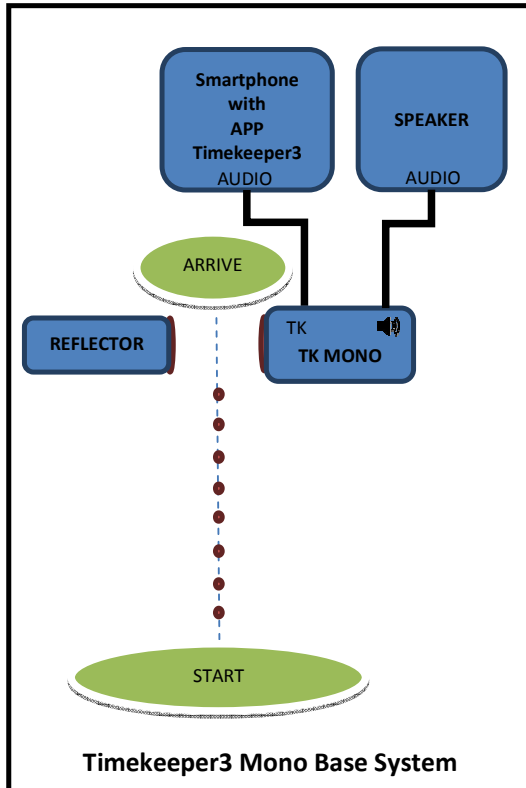 Smartphone
with
APP
Timekeeper3
AUDIO
SPEAKER
AUDIO
ARRIVE
REFLECTOR
TK
TK MONO
START
Timekeeper3 Mono Base System